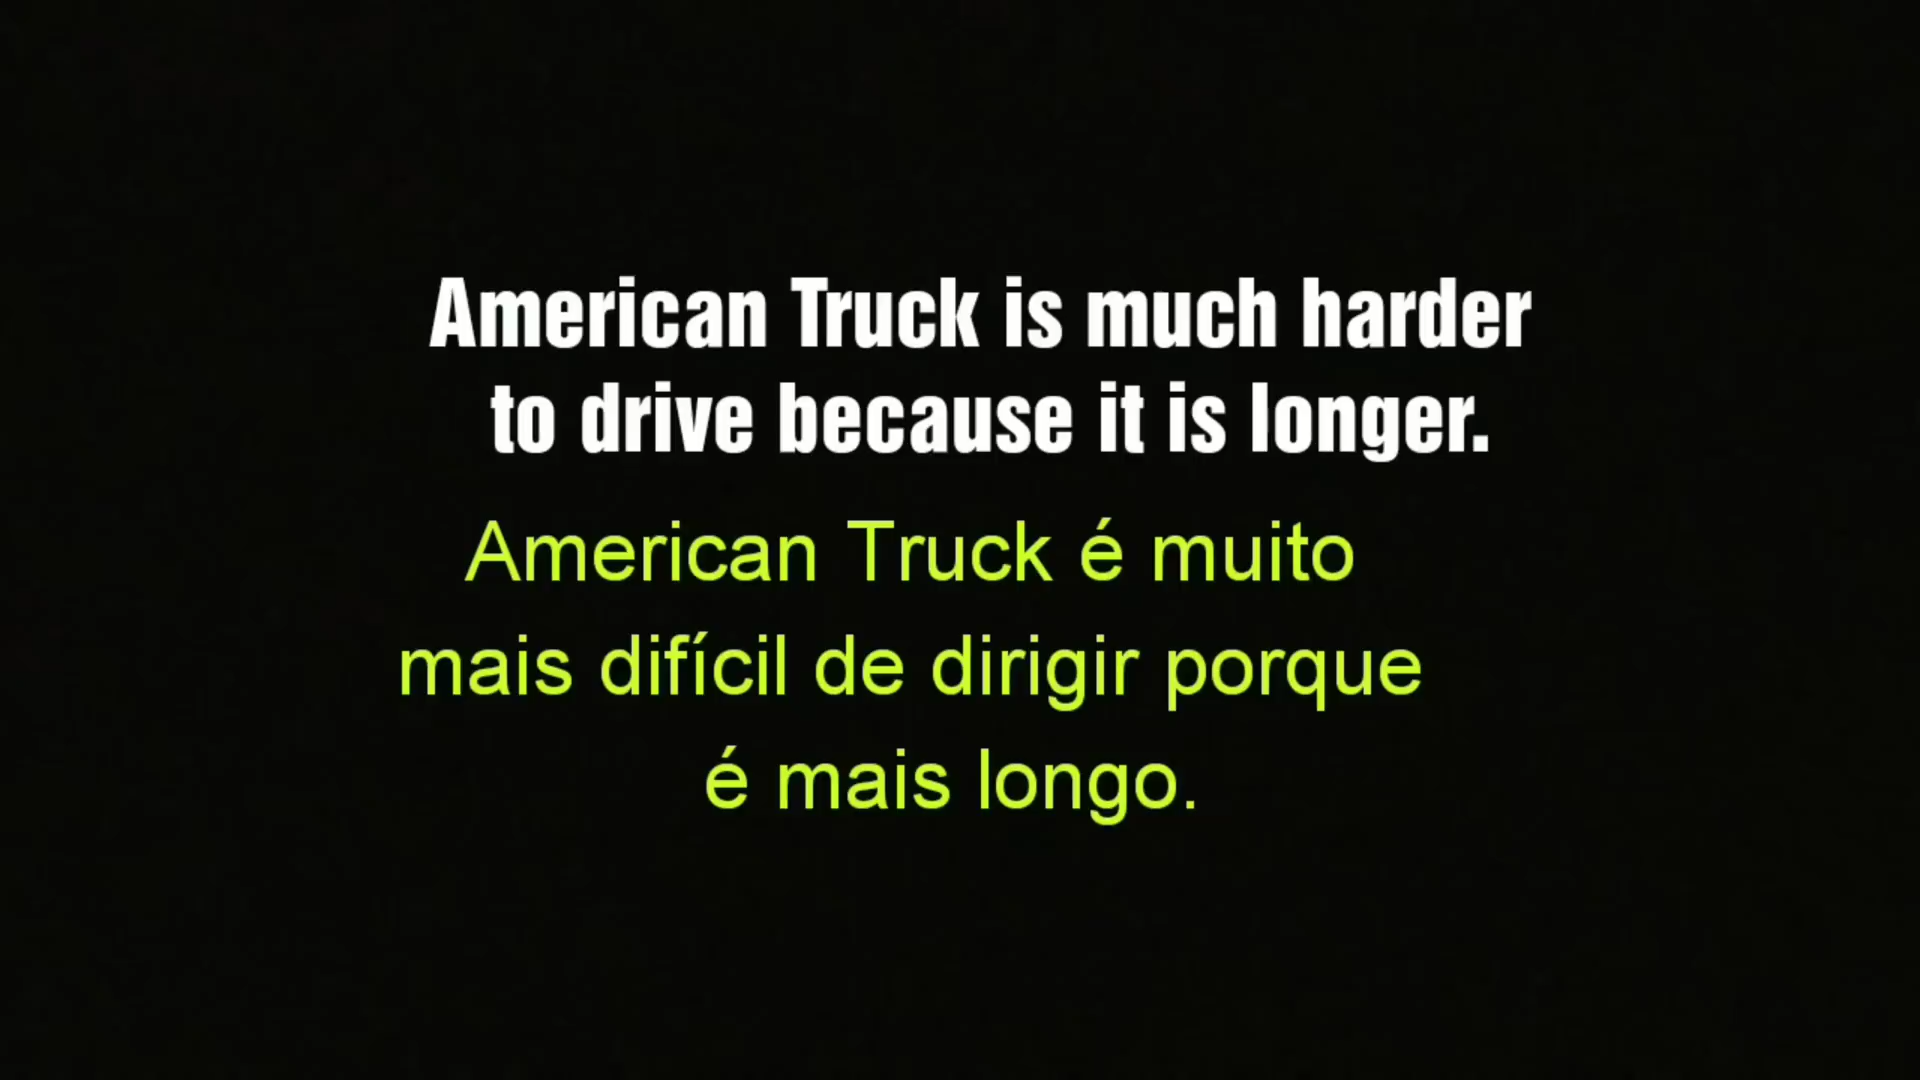 American Truck is much harder
to drive because it is longer.
American Truck é muito
mais difícil de dirigir porque
é mais longo.